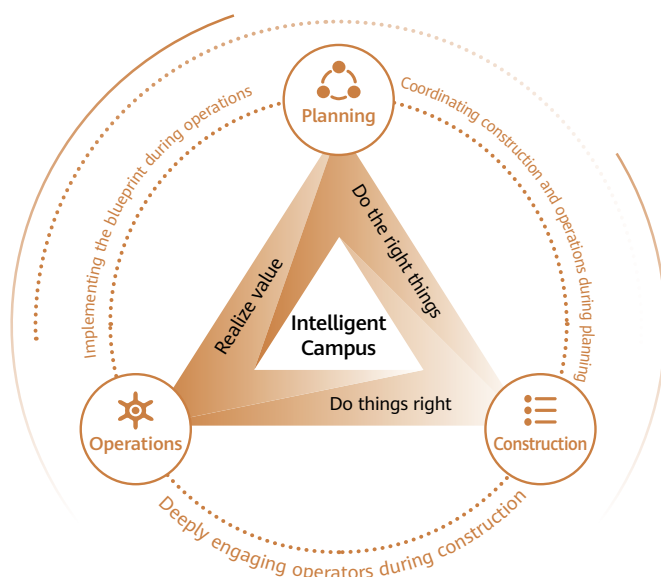 Planning
Implementing the blueprint during operations
Coordinating construction and operations during planning
Do the right things
Realize value
Intelligent
Campus
Do things right
Operations
Construction
Deeply engaging operators during construction